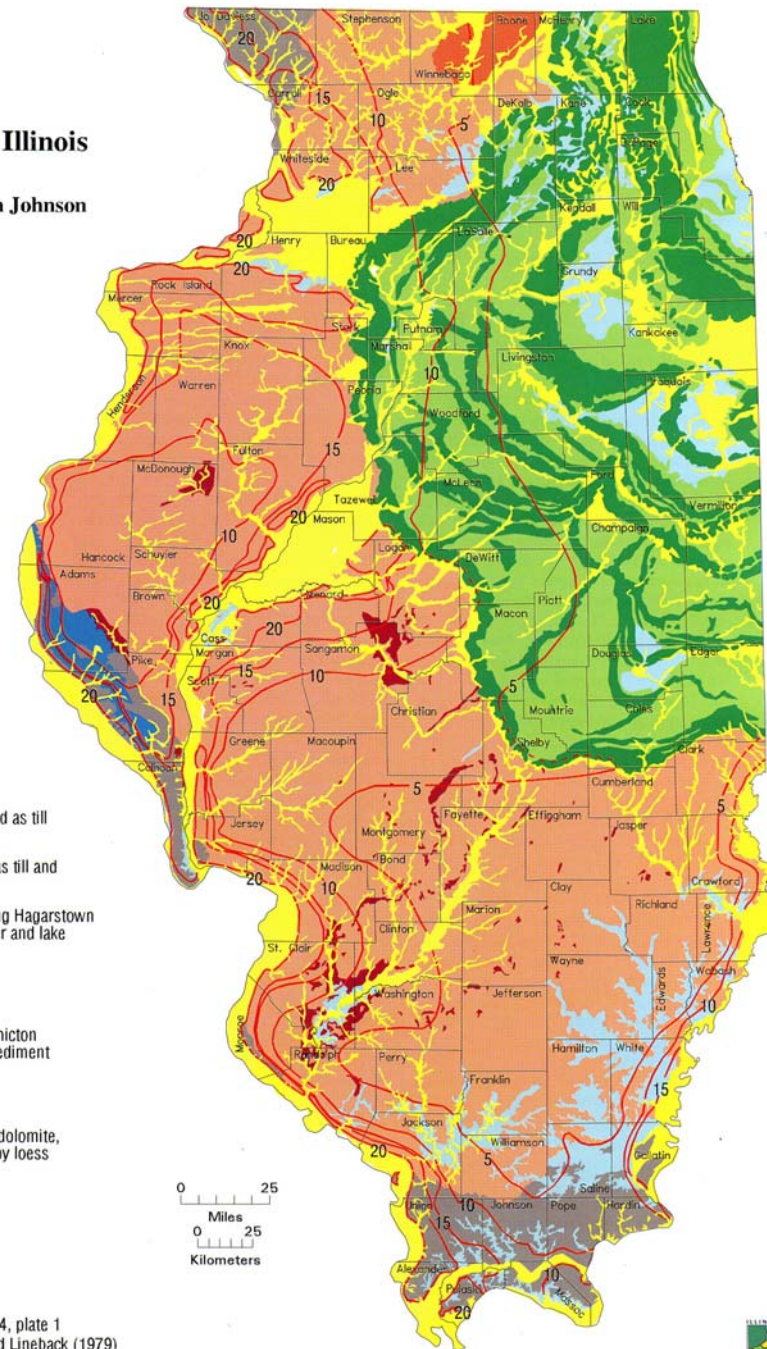 Illinois
Johnson
d as till
as till and
g Hagarstown
r and lake
nicton
ediment
dolomite,
by loess
0 25
Miles
0 25
Kilometers
4, plate 1
d Lineback (1979)
Jo Daviess
Stephenson
Winnebago
Boone
McHenry
Lake
20
Carroll
15
Ogle
10
5
DeKalb
Kane
Cook
DuPage
Whiteside
20
Lee
Kendall
Will
20
Henry
Bureau
LaSalle
Grundy
20
Rock Island
Mercer
Stark
Putnam
Kankakee
Knox
Marshall
10
Livingston
Iroquois
Henderson
Warren
Peoria
Woodford
15
Fulton
McDonough
Tazewell
McLean
Ford
Vermilion
20
Mason
10
Champaign
Hancock
Schuyler
Logan
DeWitt
Adams
Brown
20
Menard
Macon
Piatt
Cass
20
Sangamon
Douglas
Edgar
Morgan
Pike
Scott
15
10
20
15
Christian
5
Moultrie
Coles
Greene
Macoupin
Shelby
Clark
Calhoun
Cumberland
5
5
Fayette
Effingham
Jasper
Jersey
Montgomery
20
Madison
Bond
10
Crawford
Clay
Richland
Marion
Lawrence
Clinton
St. Clair
Wayne
Edwards
Wabash
Washington
Jefferson
10
Monroe
Hamilton
White
Randolph
Perry
15
Franklin
Jackson
Williamson
20
5
Gallatin
Saline
Union
10
Johnson
Pope
Hardin
15
Alexander
10
Pulaski
Massac
20